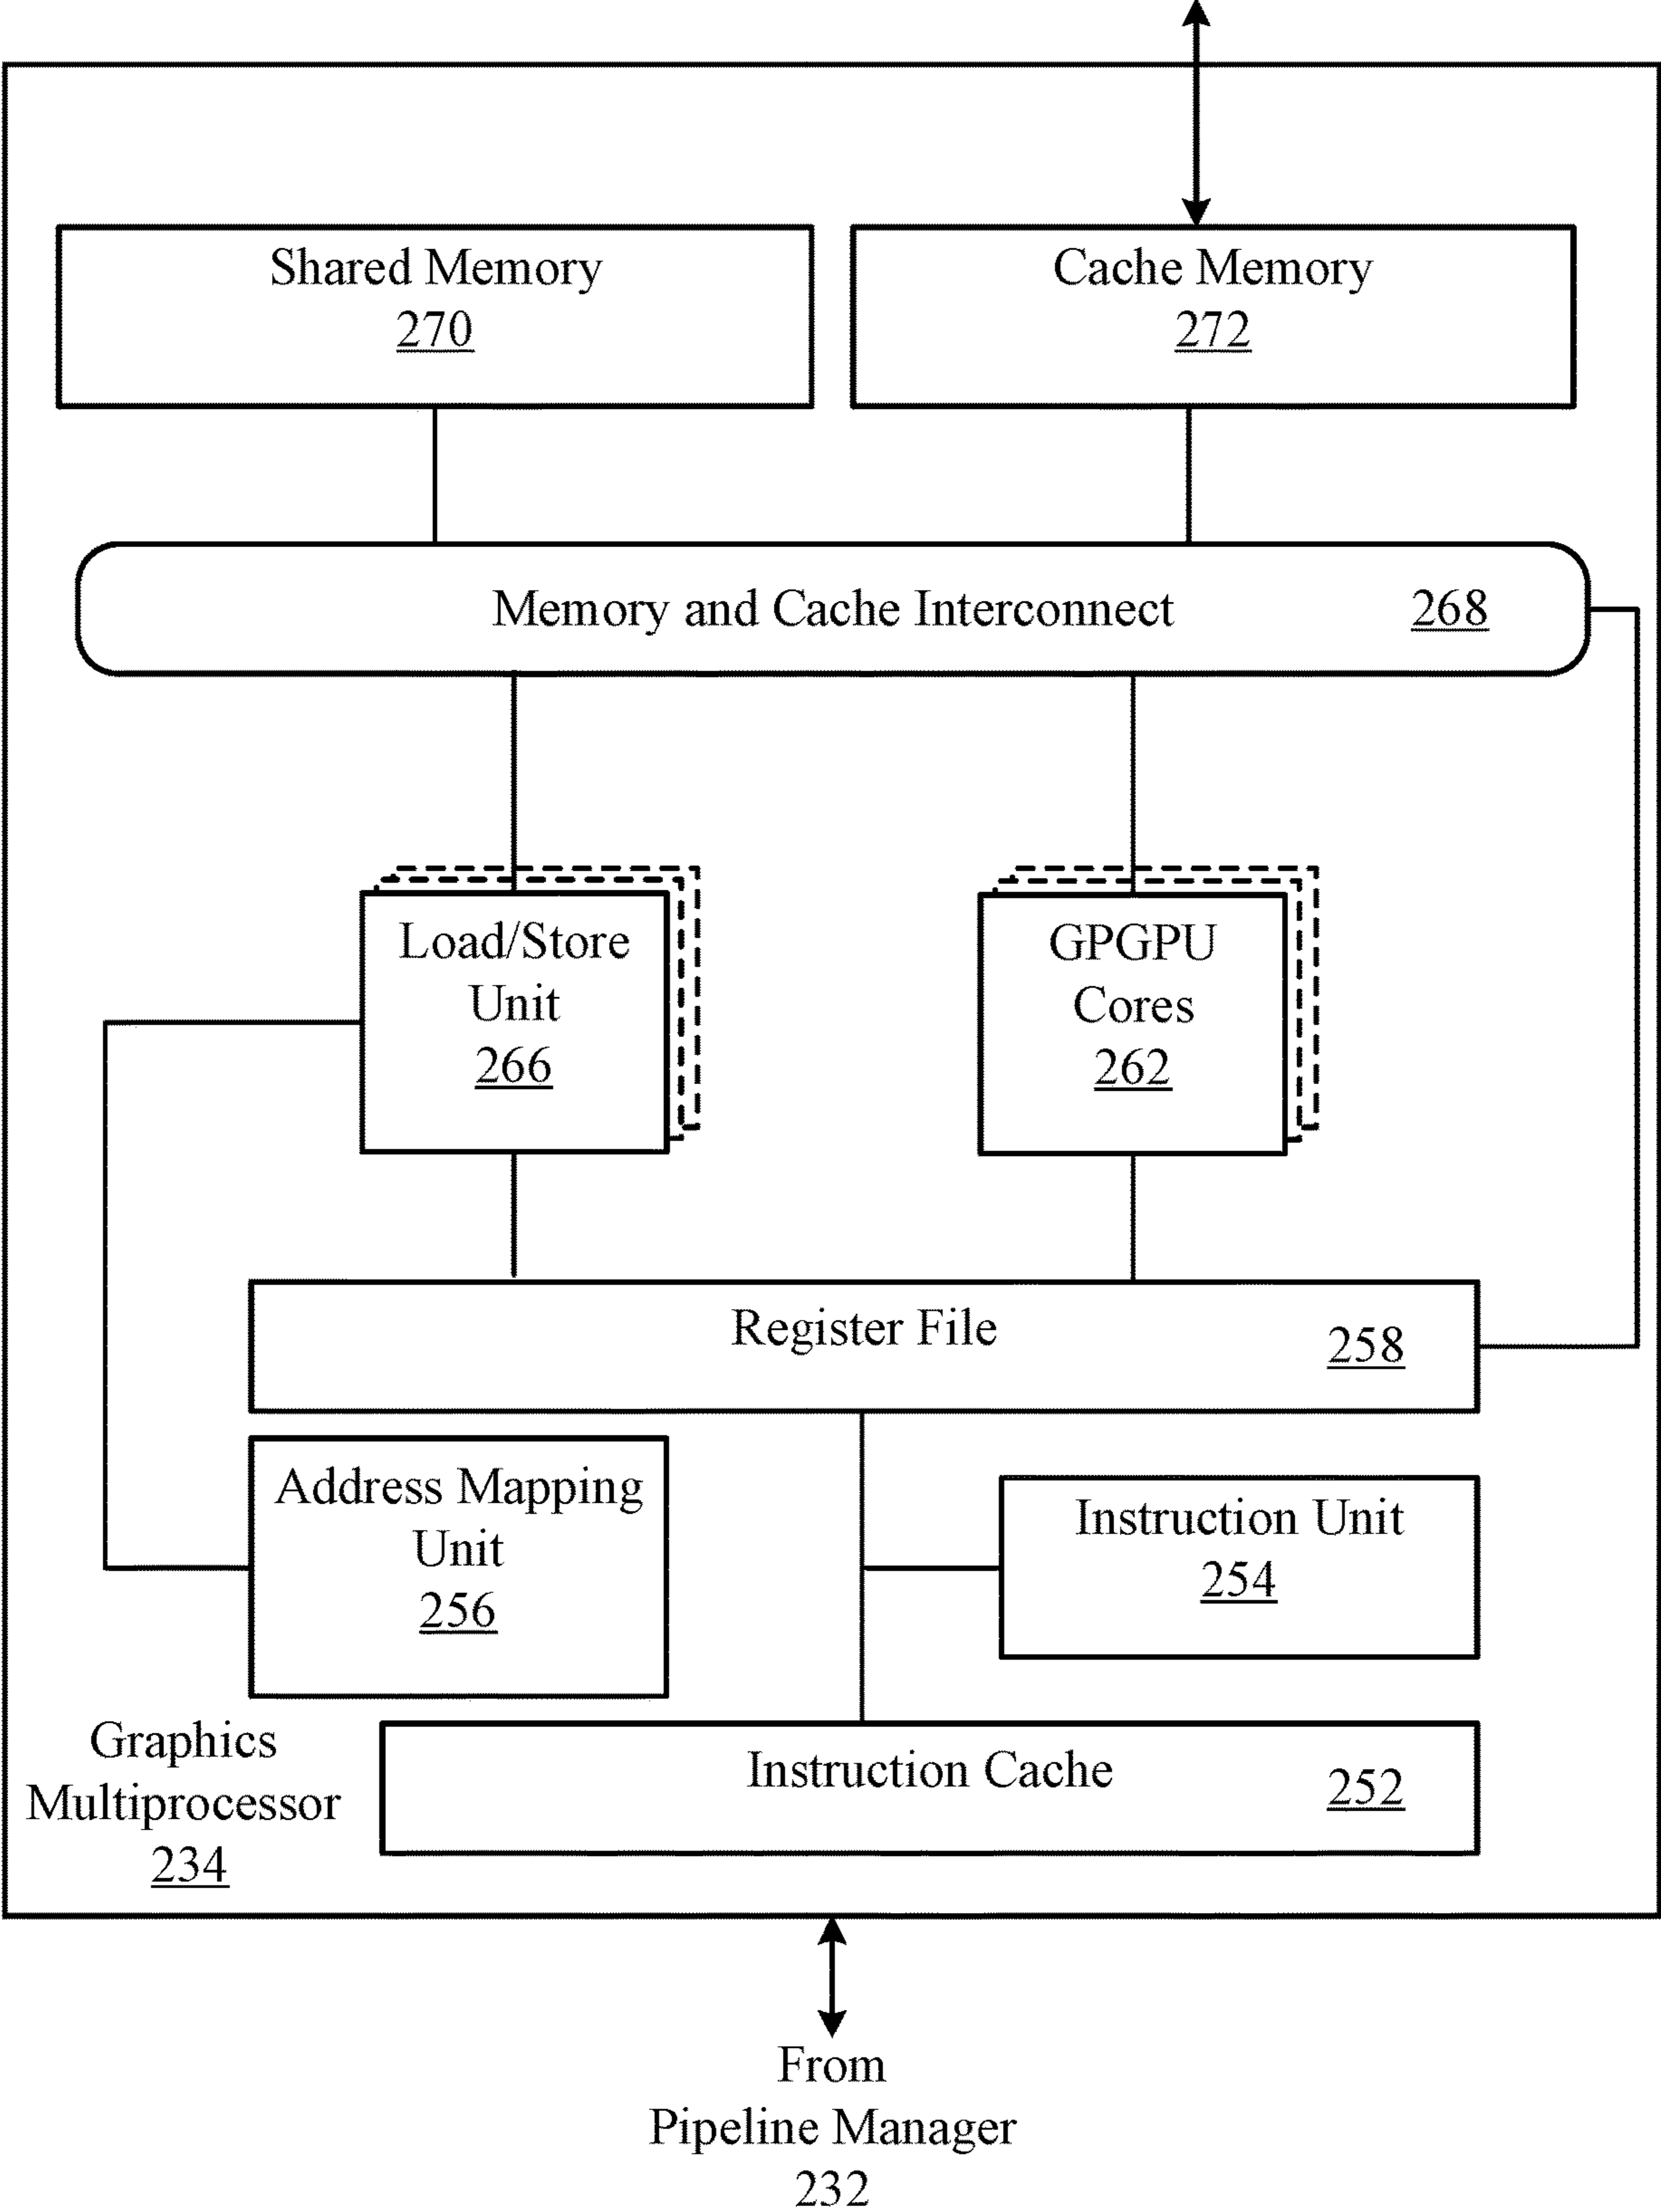 Shared Memory
270
Cache Memory
272
Memory and Cache Interconnect 268
Load/Store
Unit
266
GPGPU
Cores
262
Register File 258
Address Mapping
Unit
256
Instruction Unit
254
Graphics
Multiprocessor
234
Instruction Cache 252
From
Pipeline Manager
232